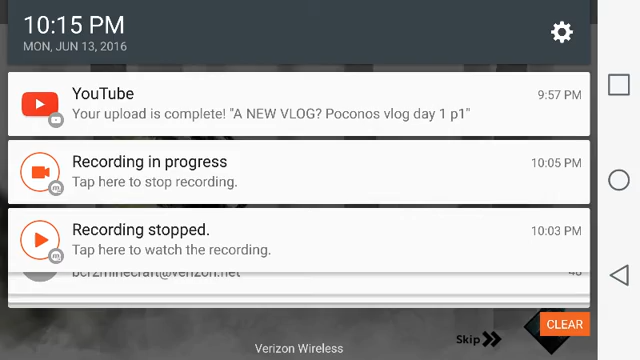 10:15 PM
MON, JUN 13, 2016
YouTube
9:57 PM
Your upload is complete! "A NEW VLOG? Poconos vlog day 1 p1"
Recording in progress
10:05 PM
Tap here to stop recording.
Recording stopped.
10:03 PM
Tap here to watch the recording.
CLEAR
Skip
Verizon Wireless